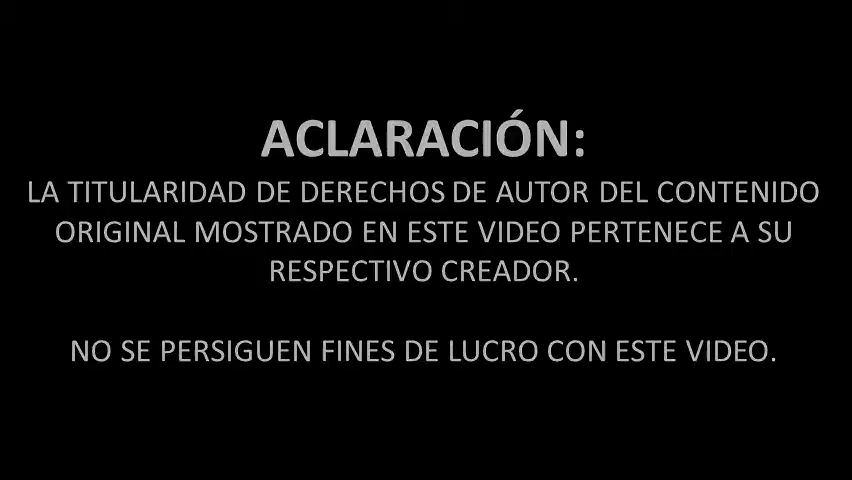 ACLARACIÓN:
LA TITULARIDAD DE DERECHOS DE AUTOR DEL CONTENIDO
ORIGINAL MOSTRADO EN ESTE VIDEO PERTENECE A SU
RESPECTIVO CREADOR.
NO SE PERSIGUEN FINES DE LUCRO CON ESTE VIDEO.